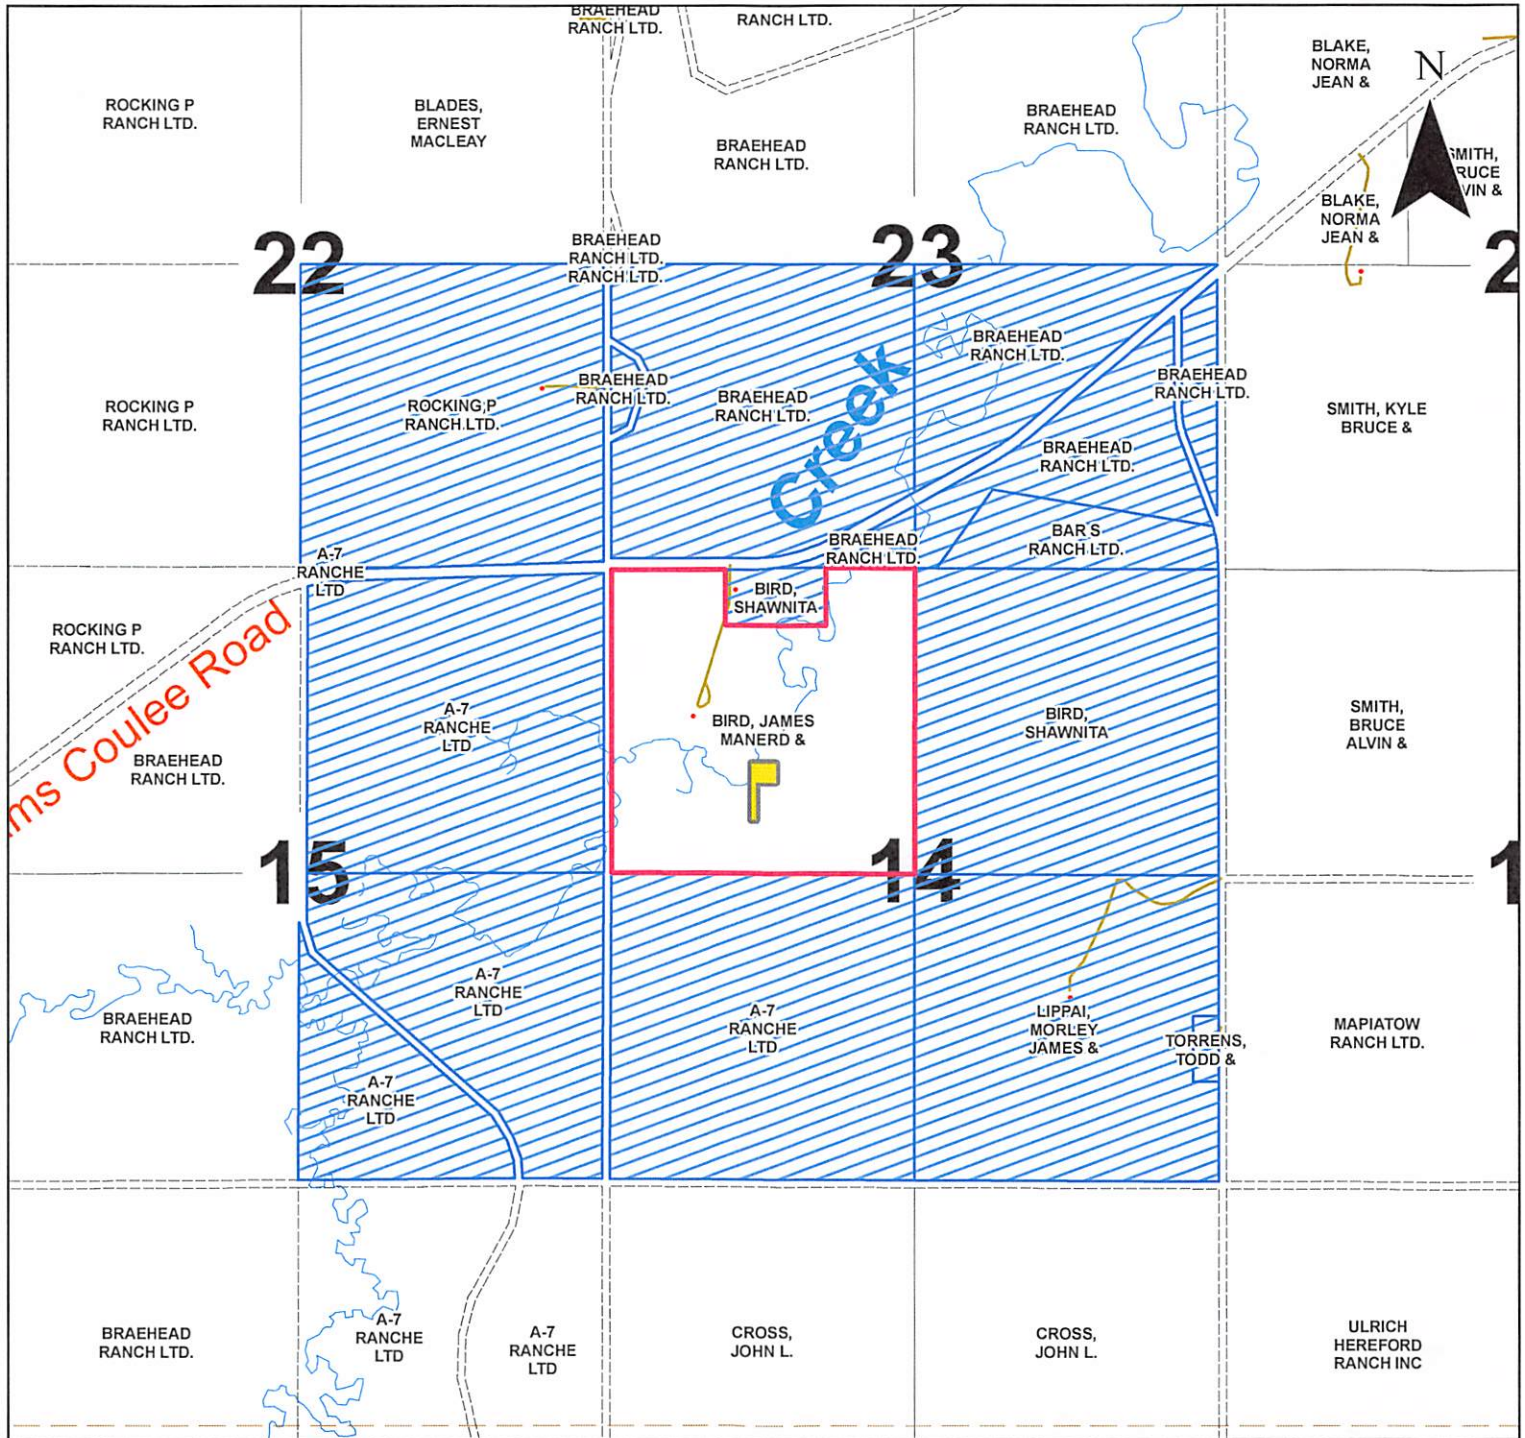 BRAEHEAD
RANCH LTD.
RANCH LTD.
BLAKE,
NORMA
JEAN &
N
ROCKING P
RANCH LTD.
BLADES,
ERNEST
MACLEAY
BRAEHEAD
RANCH LTD.
BRAEHEAD
RANCH LTD.
SMITH,
RUCE
VIN &
BLAKE,
NORMA
JEAN &
22
BRAEHEAD
RANCH LTD.
RANCH LTD.
23
2
ROCKING P
RANCH LTD.
ROCKING P
RANCH LTD.
BRAEHEAD
RANCH LTD.
BRAEHEAD
RANCH LTD.
Creek
BRAEHEAD
RANCH LTD.
BRAEHEAD
RANCH LTD.
SMITH, KYLE
BRUCE &
BRAEHEAD
RANCH LTD.
BRAEHEAD
RANCH LTD.
BAR S
RANCH LTD.
A-7
RANCHE
LTD
BIRD,
SHAWNITA
ROCKING P
RANCH LTD.
ms Coulee Road
BRAEHEAD
RANCH LTD.
A-7
RANCHE
LTD
BIRD, JAMES
MANERD &
BIRD,
SHAWNITA
SMITH,
BRUCE
ALVIN &
15
14
1
BRAEHEAD
RANCH LTD.
A-7
RANCHE
LTD
A-7
RANCHE
LTD
A-7
RANCHE
LTD
LIPPAI,
MORLEY
JAMES &
TORRENS,
TODD &
MAPIATOW
RANCH LTD.
BRAEHEAD
RANCH LTD.
A-7
RANCHE
LTD
A-7
RANCHE
LTD
CROSS,
JOHN L.
CROSS,
JOHN L.
ULRICH
HEREFORD
RANCH INC